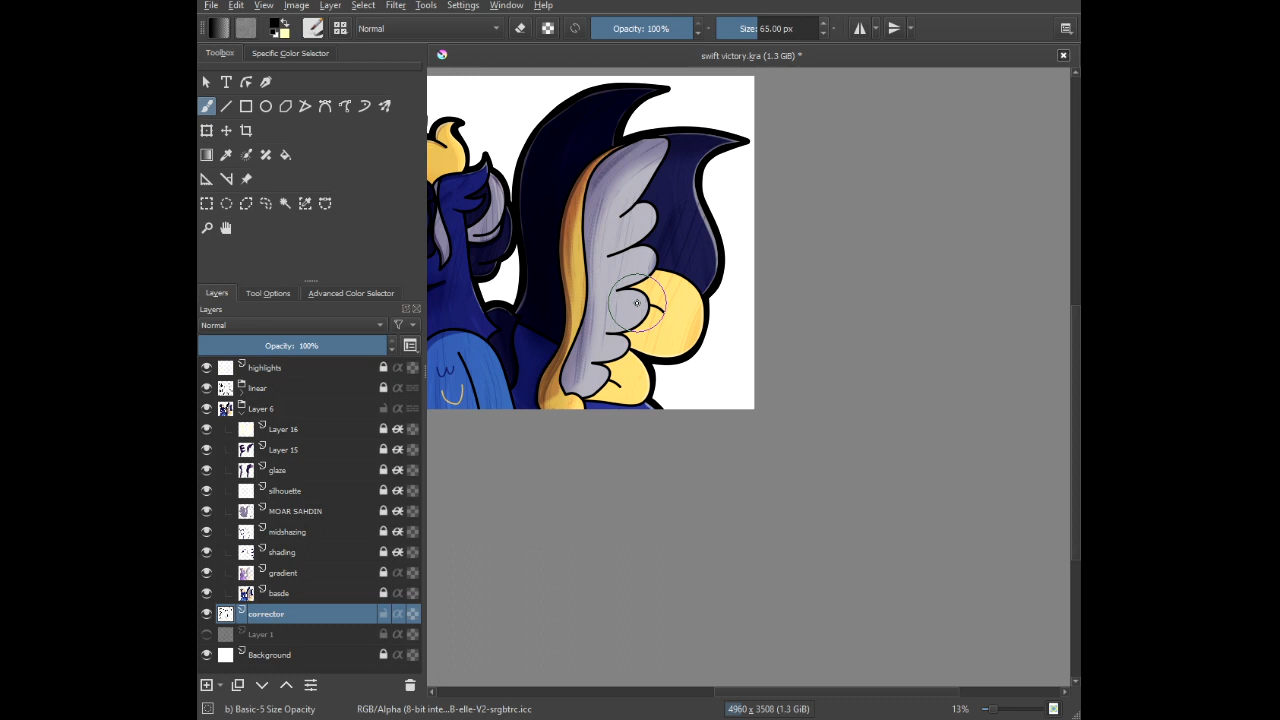 File Edit View Image Layer Select Filter Tools Settings Window Help
Normal Opacity: 100% Size: 65.00 px
Toolbox Specific Color Selector
swift victory.kra (1.3 GiB) *
Layers Tool Options Advanced Color Selector
Layers
Normal
Opacity: 100%
highlights
linear
Layer 6
Layer 16
Layer 15
glaze
silhouette
MOAR SAHDIN
midshazing
shading
gradient
basde
corrector
Layer 1
Background
b) Basic-5 Size Opacity RGB/Alpha (8-bit inte...B-elle-V2-srgbtrc.icc 4960 x 3508 (1.3 GiB) 13%